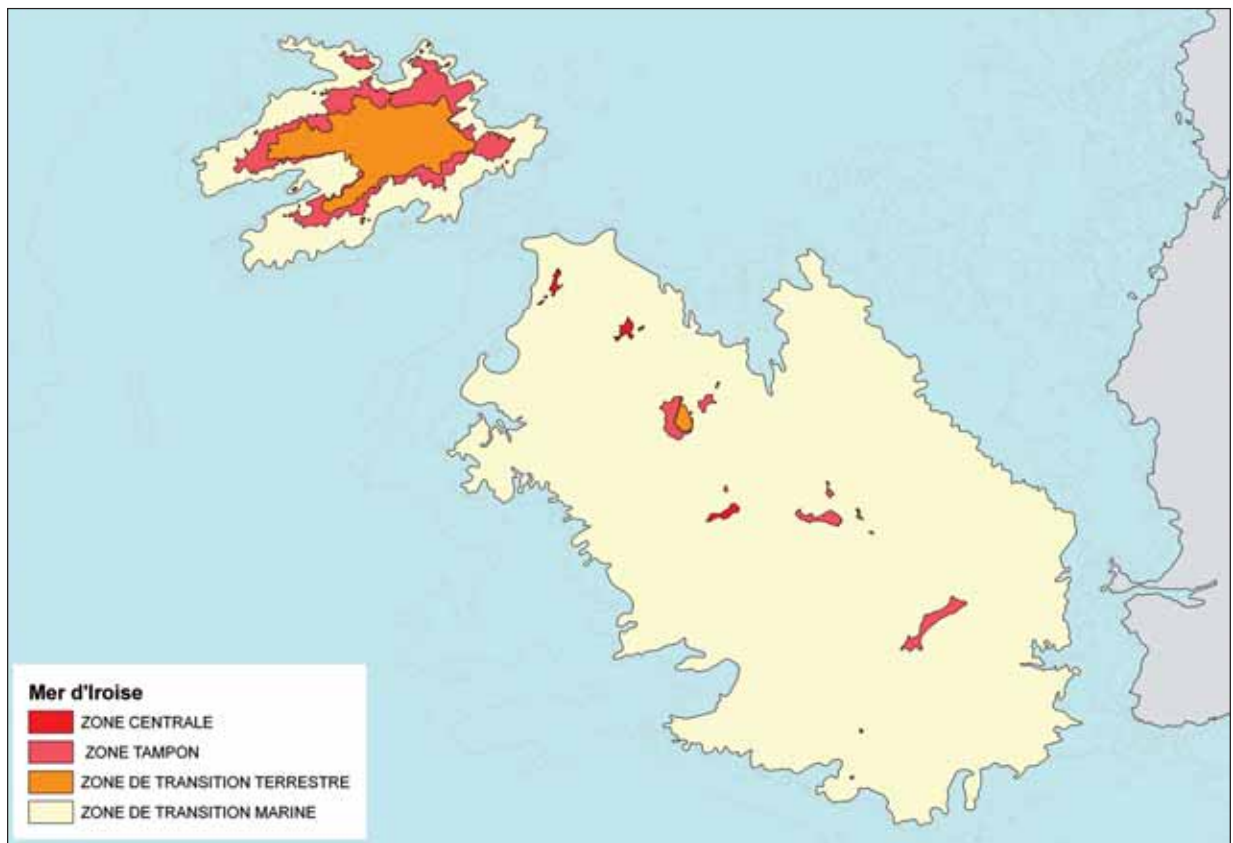 Mer d'Iroise
ZONE CENTRALE
ZONE TAMPON
ZONE DE TRANSITION TERRESTRE
ZONE DE TRANSITION MARINE